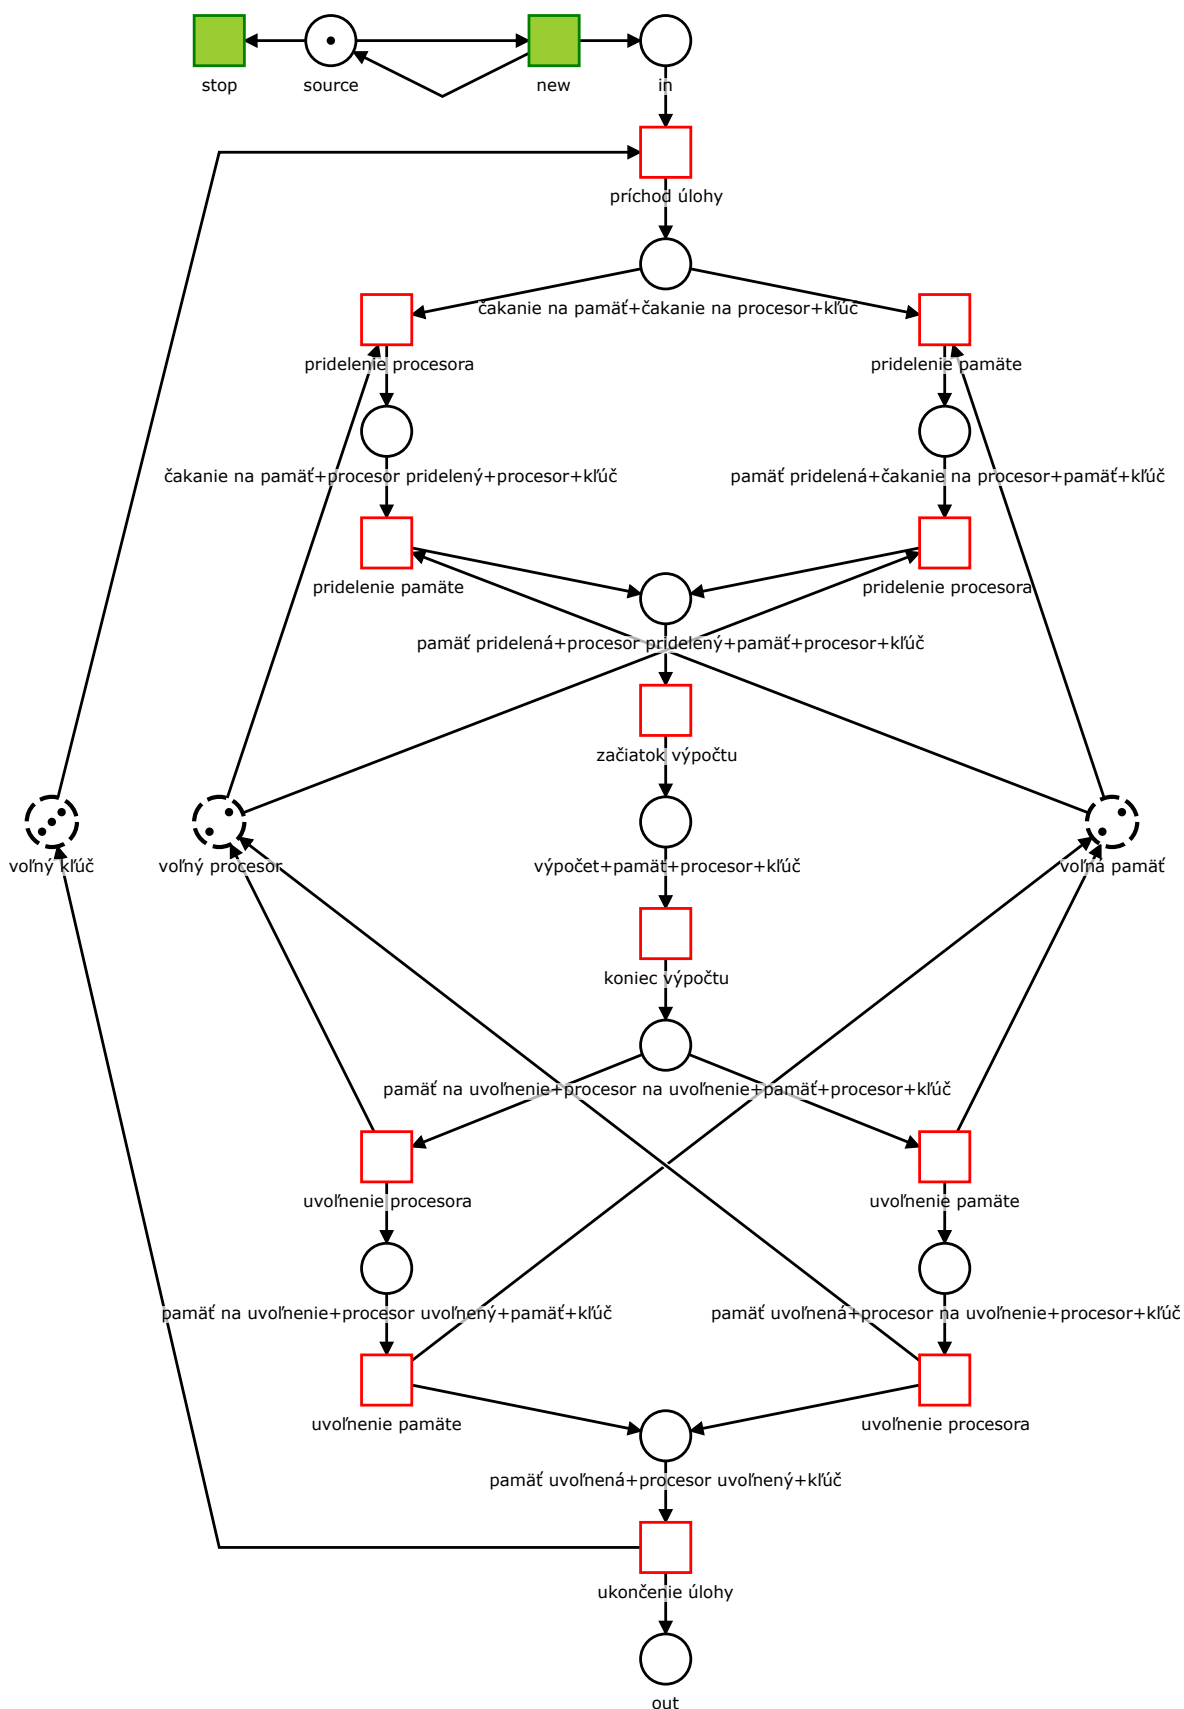 stop
source
new
in
príchod úlohy
čakanie na pamäť+čakanie na procesor+kľúč
pridelenie procesora
pridelenie pamäte
čakanie na pamäť+procesor pridelený+procesor+kľúč
pamäť pridelená+čakanie na procesor+pamäť+kľúč
pridelenie pamäte
pridelenie procesora
pamäť pridelená+procesor pridelený+pamäť+procesor+kľúč
začiatok výpočtu
voľný kľúč
voľný procesor
výpočet+pamäť+procesor+kľúč
voľná pamäť
koniec výpočtu
pamäť na uvoľnenie+procesor na uvoľnenie+pamäť+procesor+kľúč
uvoľnenie procesora
uvoľnenie pamäte
pamäť na uvoľnenie+procesor uvoľnený+pamäť+kľúč
pamäť uvoľnená+procesor na uvoľnenie+procesor+kľúč
uvoľnenie pamäte
uvoľnenie procesora
pamäť uvoľnená+procesor uvoľnený+kľúč
ukončenie úlohy
out